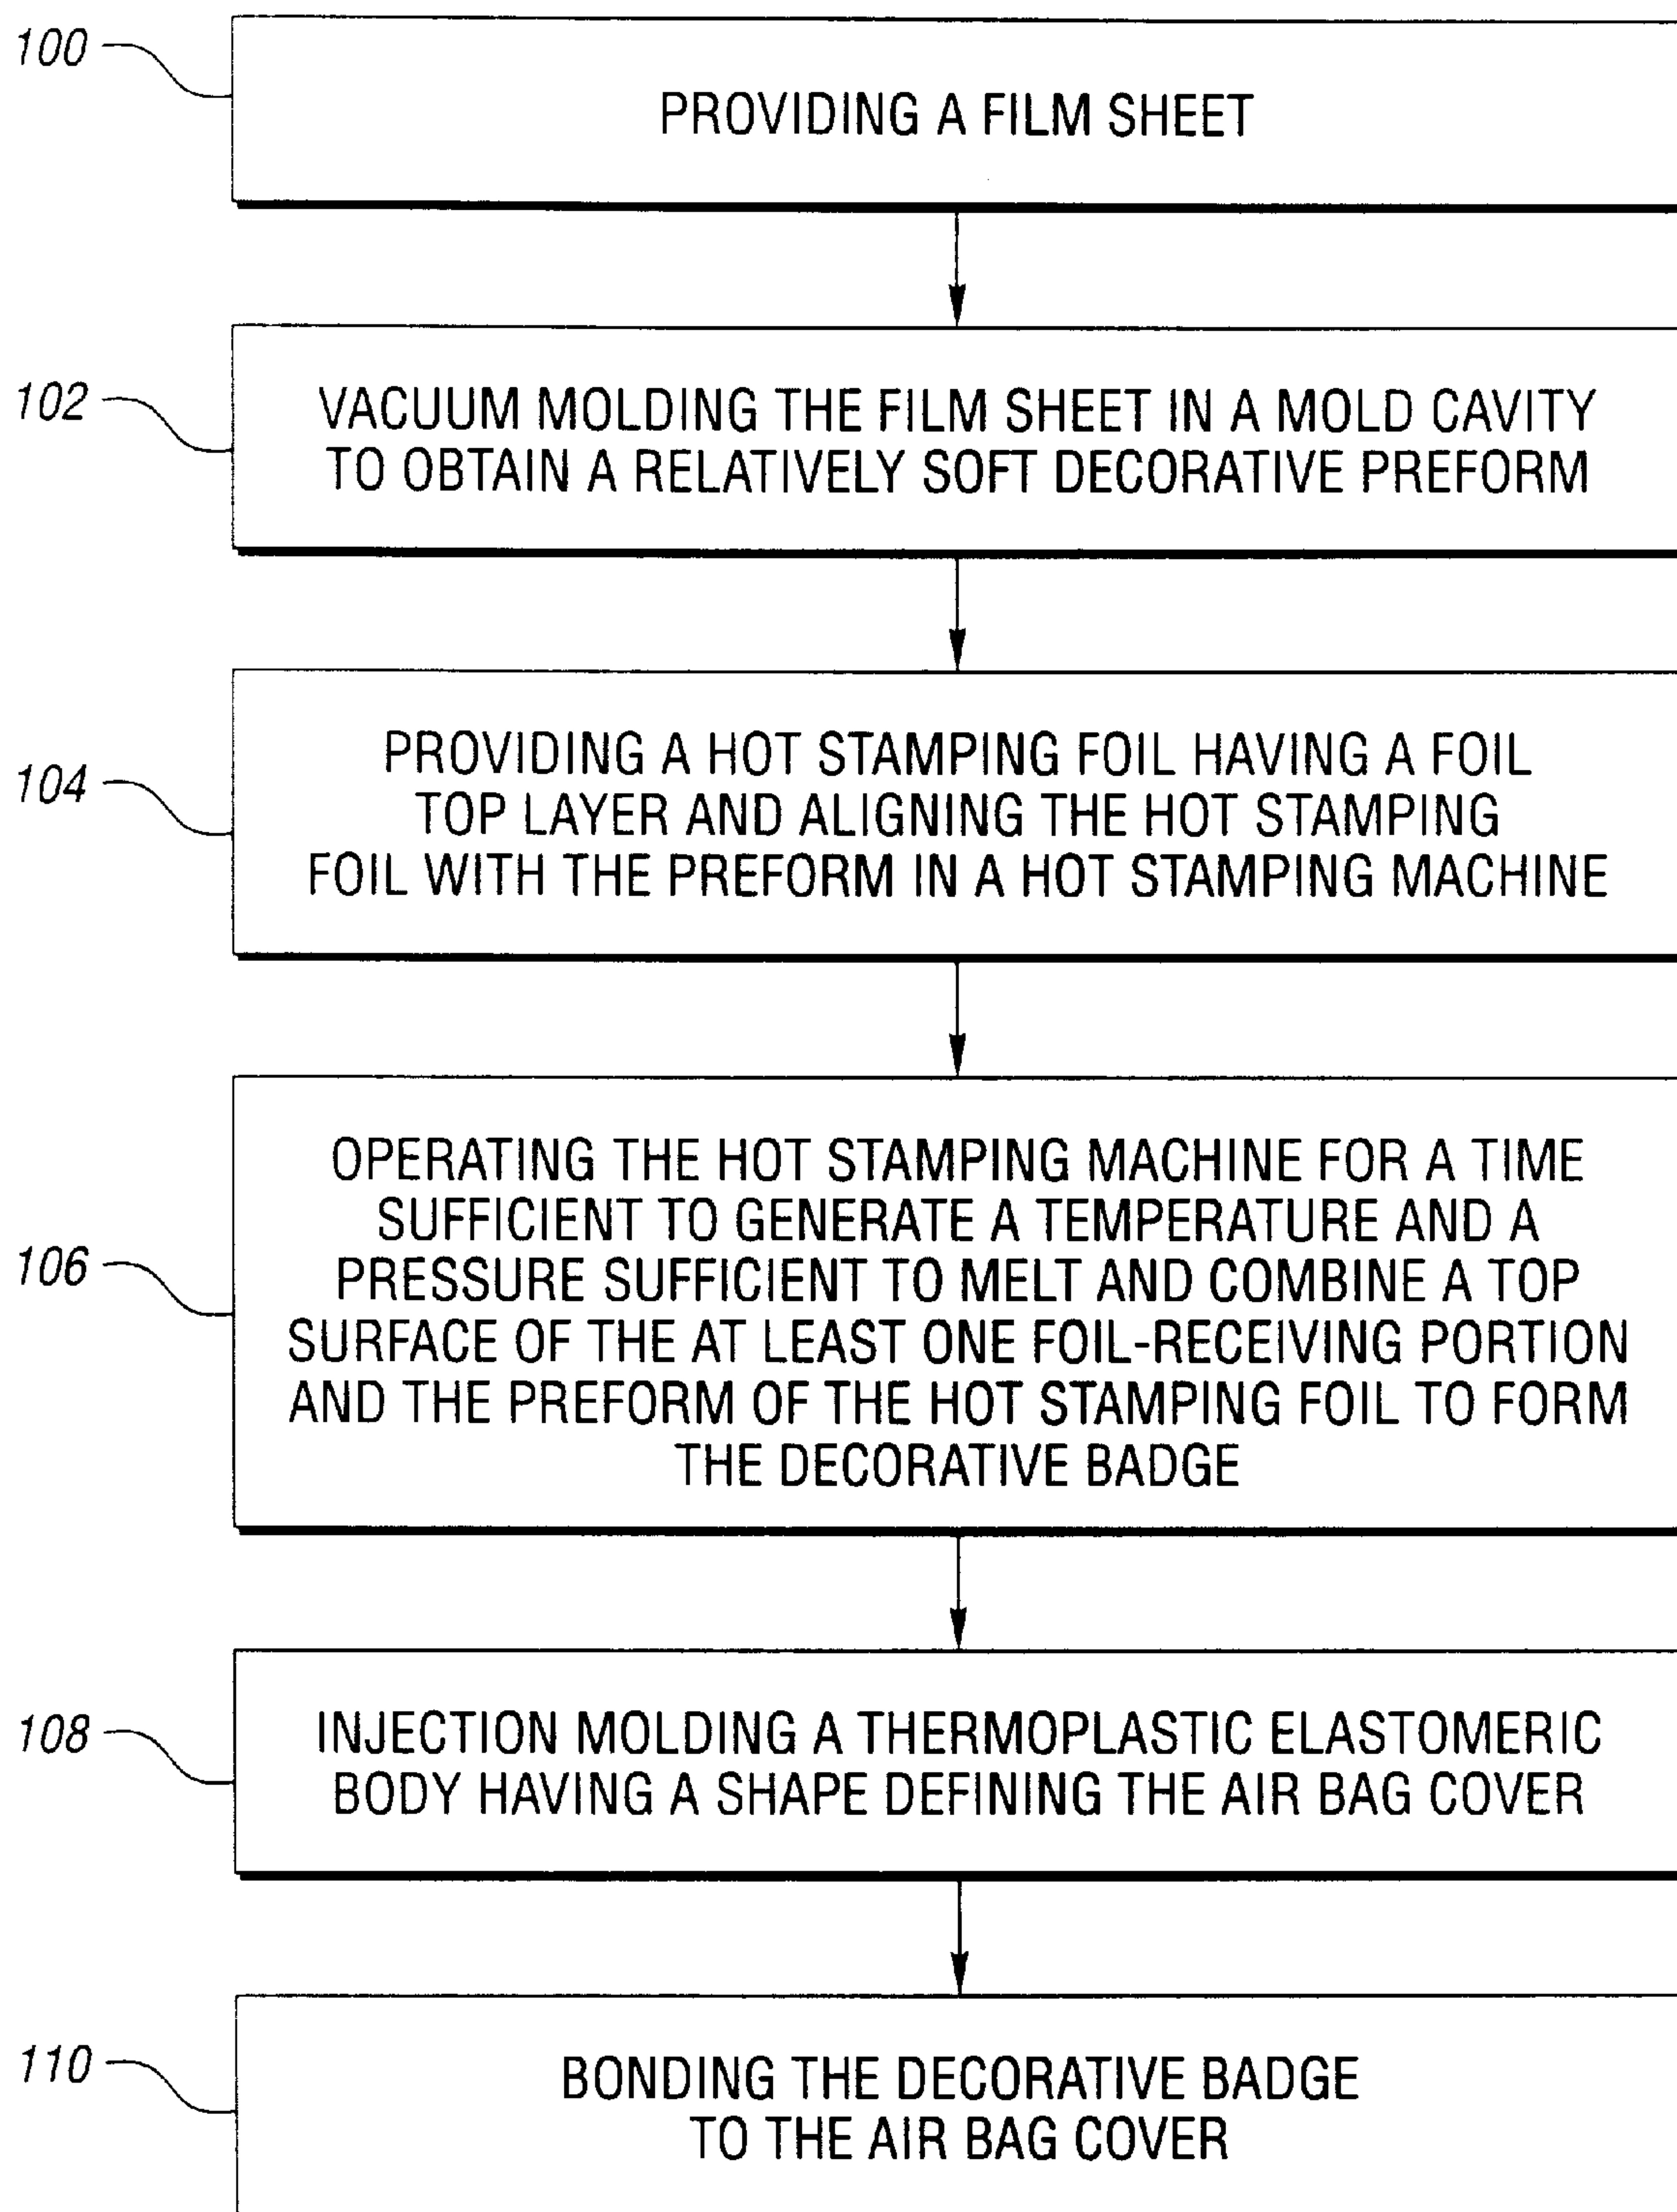 100
PROVIDING A FILM SHEET
102
VACUUM MOLDING THE FILM SHEET IN A MOLD CAVITY
TO OBTAIN A RELATIVELY SOFT DECORATIVE PREFORM
104
PROVIDING A HOT STAMPING FOIL HAVING A FOIL
TOP LAYER AND ALIGNING THE HOT STAMPING
FOIL WITH THE PREFORM IN A HOT STAMPING MACHINE
106
OPERATING THE HOT STAMPING MACHINE FOR A TIME
SUFFICIENT TO GENERATE A TEMPERATURE AND A
PRESSURE SUFFICIENT TO MELT AND COMBINE A TOP
SURFACE OF THE AT LEAST ONE FOIL-RECEIVING PORTION
AND THE PREFORM OF THE HOT STAMPING FOIL TO FORM
THE DECORATIVE BADGE
108
INJECTION MOLDING A THERMOPLASTIC ELASTOMERIC
BODY HAVING A SHAPE DEFINING THE AIR BAG COVER
110
BONDING THE DECORATIVE BADGE
TO THE AIR BAG COVER